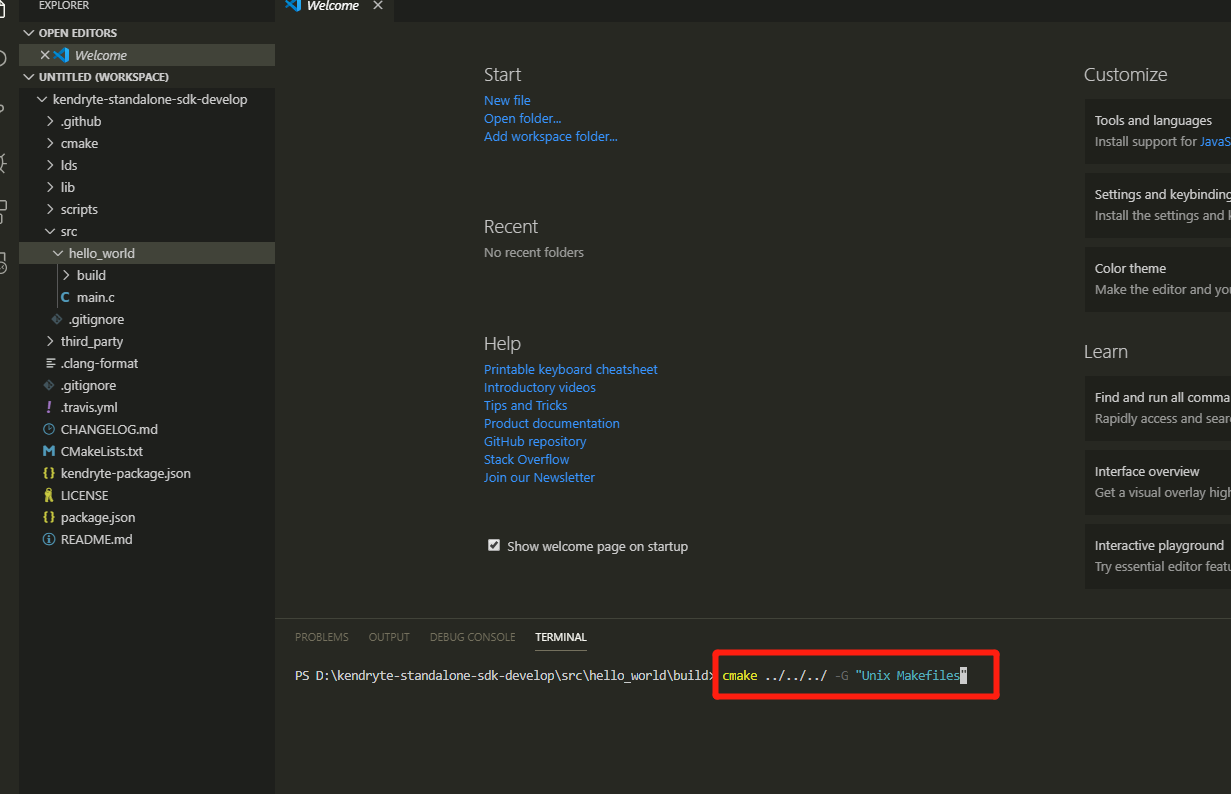 EXPLORER
Welcome
OPEN EDITORS
Welcome
UNTITLED (WORKSPACE)
kendryte-standalone-sdk-develop
.github
cmake
lds
lib
scripts
src
hello_world
build
main.c
.gitignore
third_party
.clang-format
.gitignore
.travis.yml
CHANGELOG.md
CMakeLists.txt
kendryte-package.json
LICENSE
package.json
README.md
Start
New file
Open folder...
Add workspace folder...
Recent
No recent folders
Help
Printable keyboard cheatsheet
Introductory videos
Tips and Tricks
Product documentation
GitHub repository
Stack Overflow
Join our Newsletter
Show welcome page on startup
Customize
Tools and languages
Install support for JavaS
Settings and keybinding
Install the settings and
Color theme
Make the editor and you
Learn
Find and run all comma
Rapidly access and sear
Interface overview
Get a visual overlay high
Interactive playground
Try essential editor featu
PROBLEMS OUTPUT DEBUG CONSOLE TERMINAL
PS D:\kendryte-standalone-sdk-develop\src\hello_world\build> cmake ../../../ -G "Unix Makefiles"